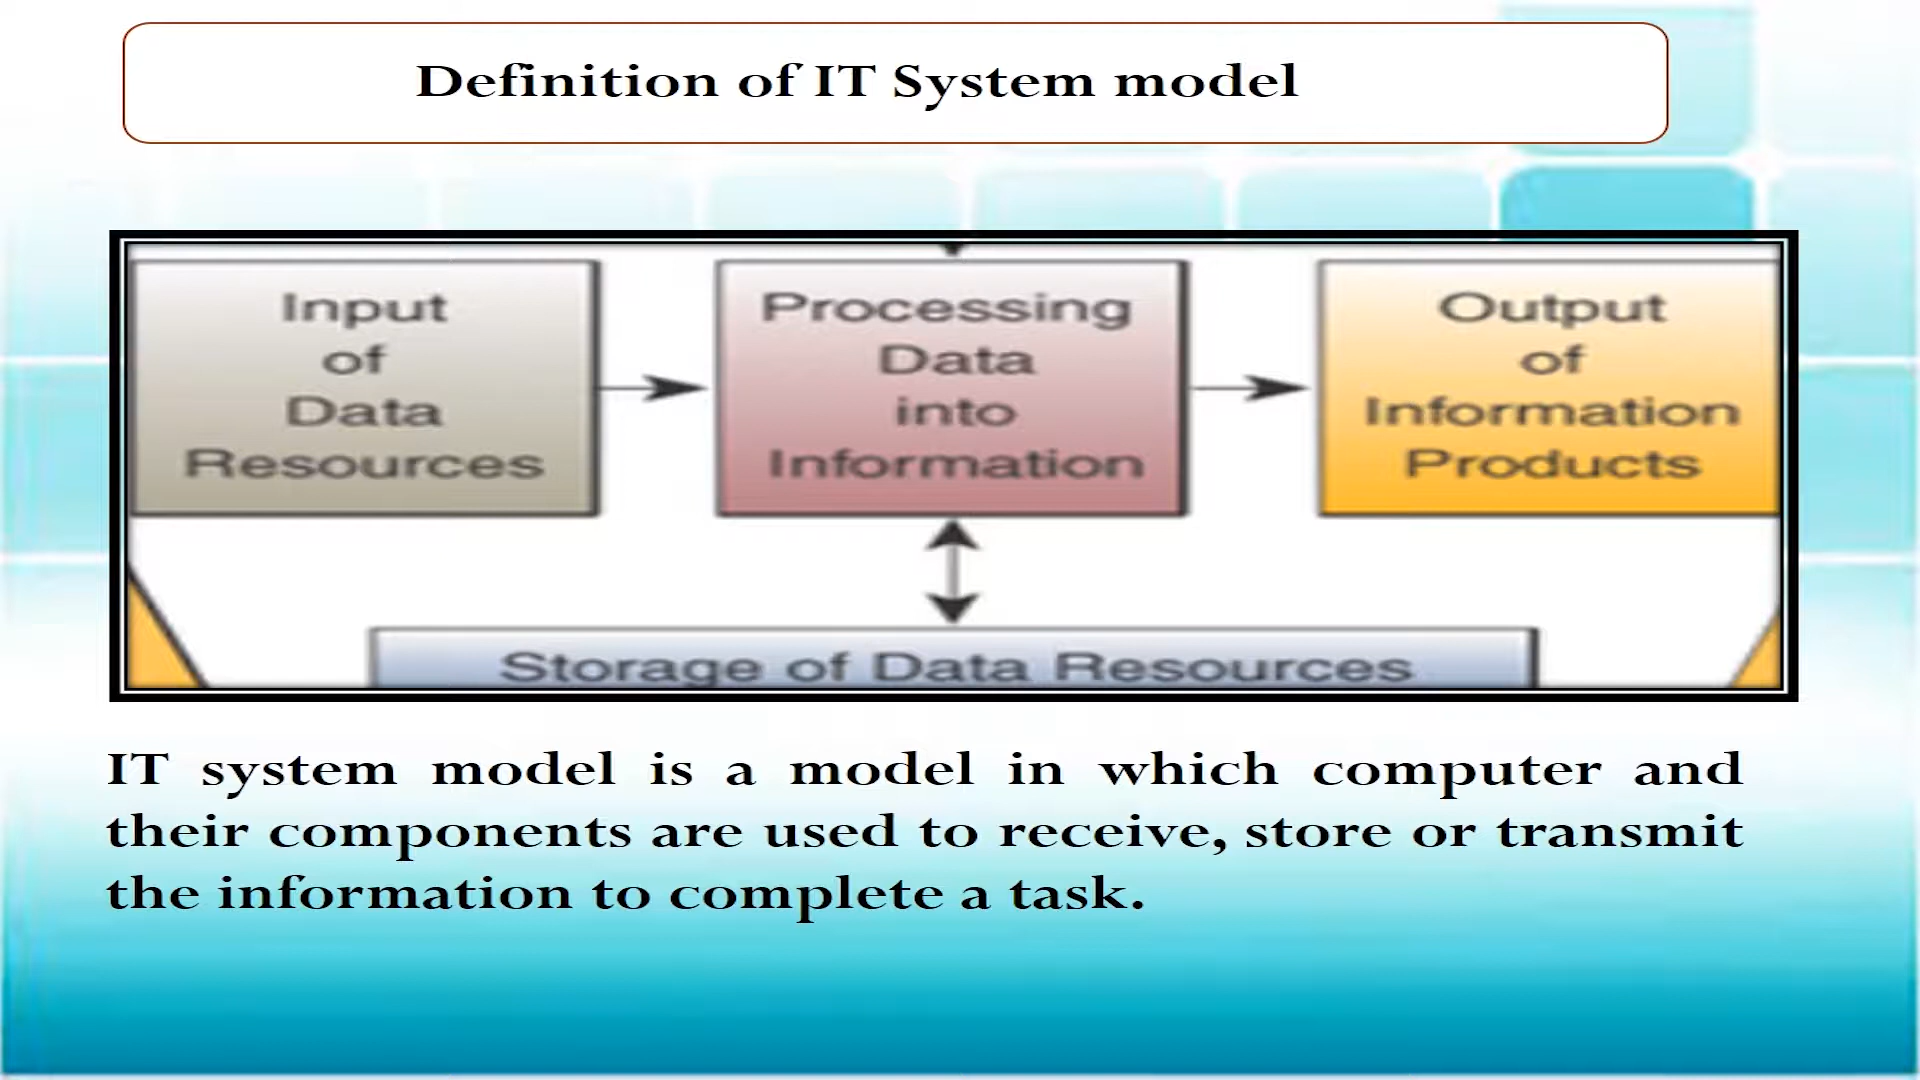 Definition of IT System model
Input
of
Data
Resources
Processing
Data
into
Information
Output
of
Information
Products
Storage of Data Resources
IT system model is a model in which computer and
their components are used to receive, store or transmit
the information to complete a task.